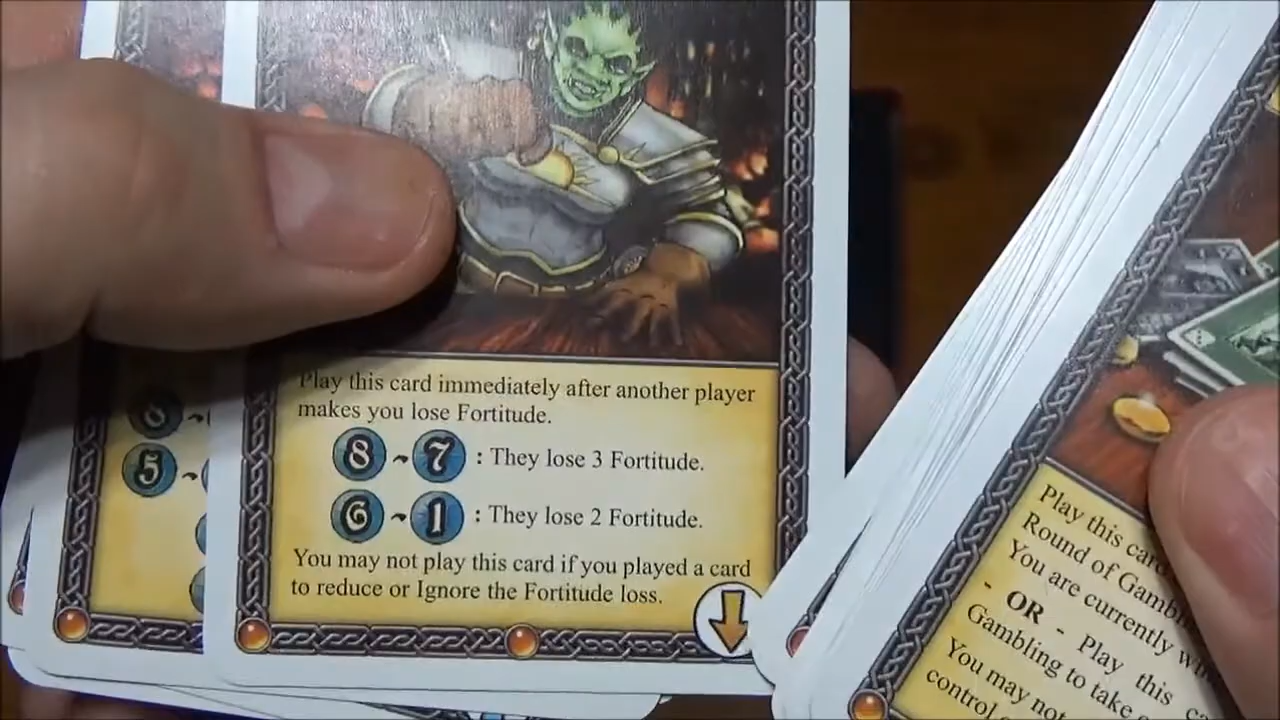 Play this card immediately after another player
makes you lose Fortitude.
8 ~ 7 : They lose 3 Fortitude.
6 ~ 1 : They lose 2 Fortitude.
You may not play this card if you played a card
to reduce or Ignore the Fortitude loss.
6 ~
5 ~
Play this card
Round of
You are currently
- OR - Play this
Gambling to take
You may not
control